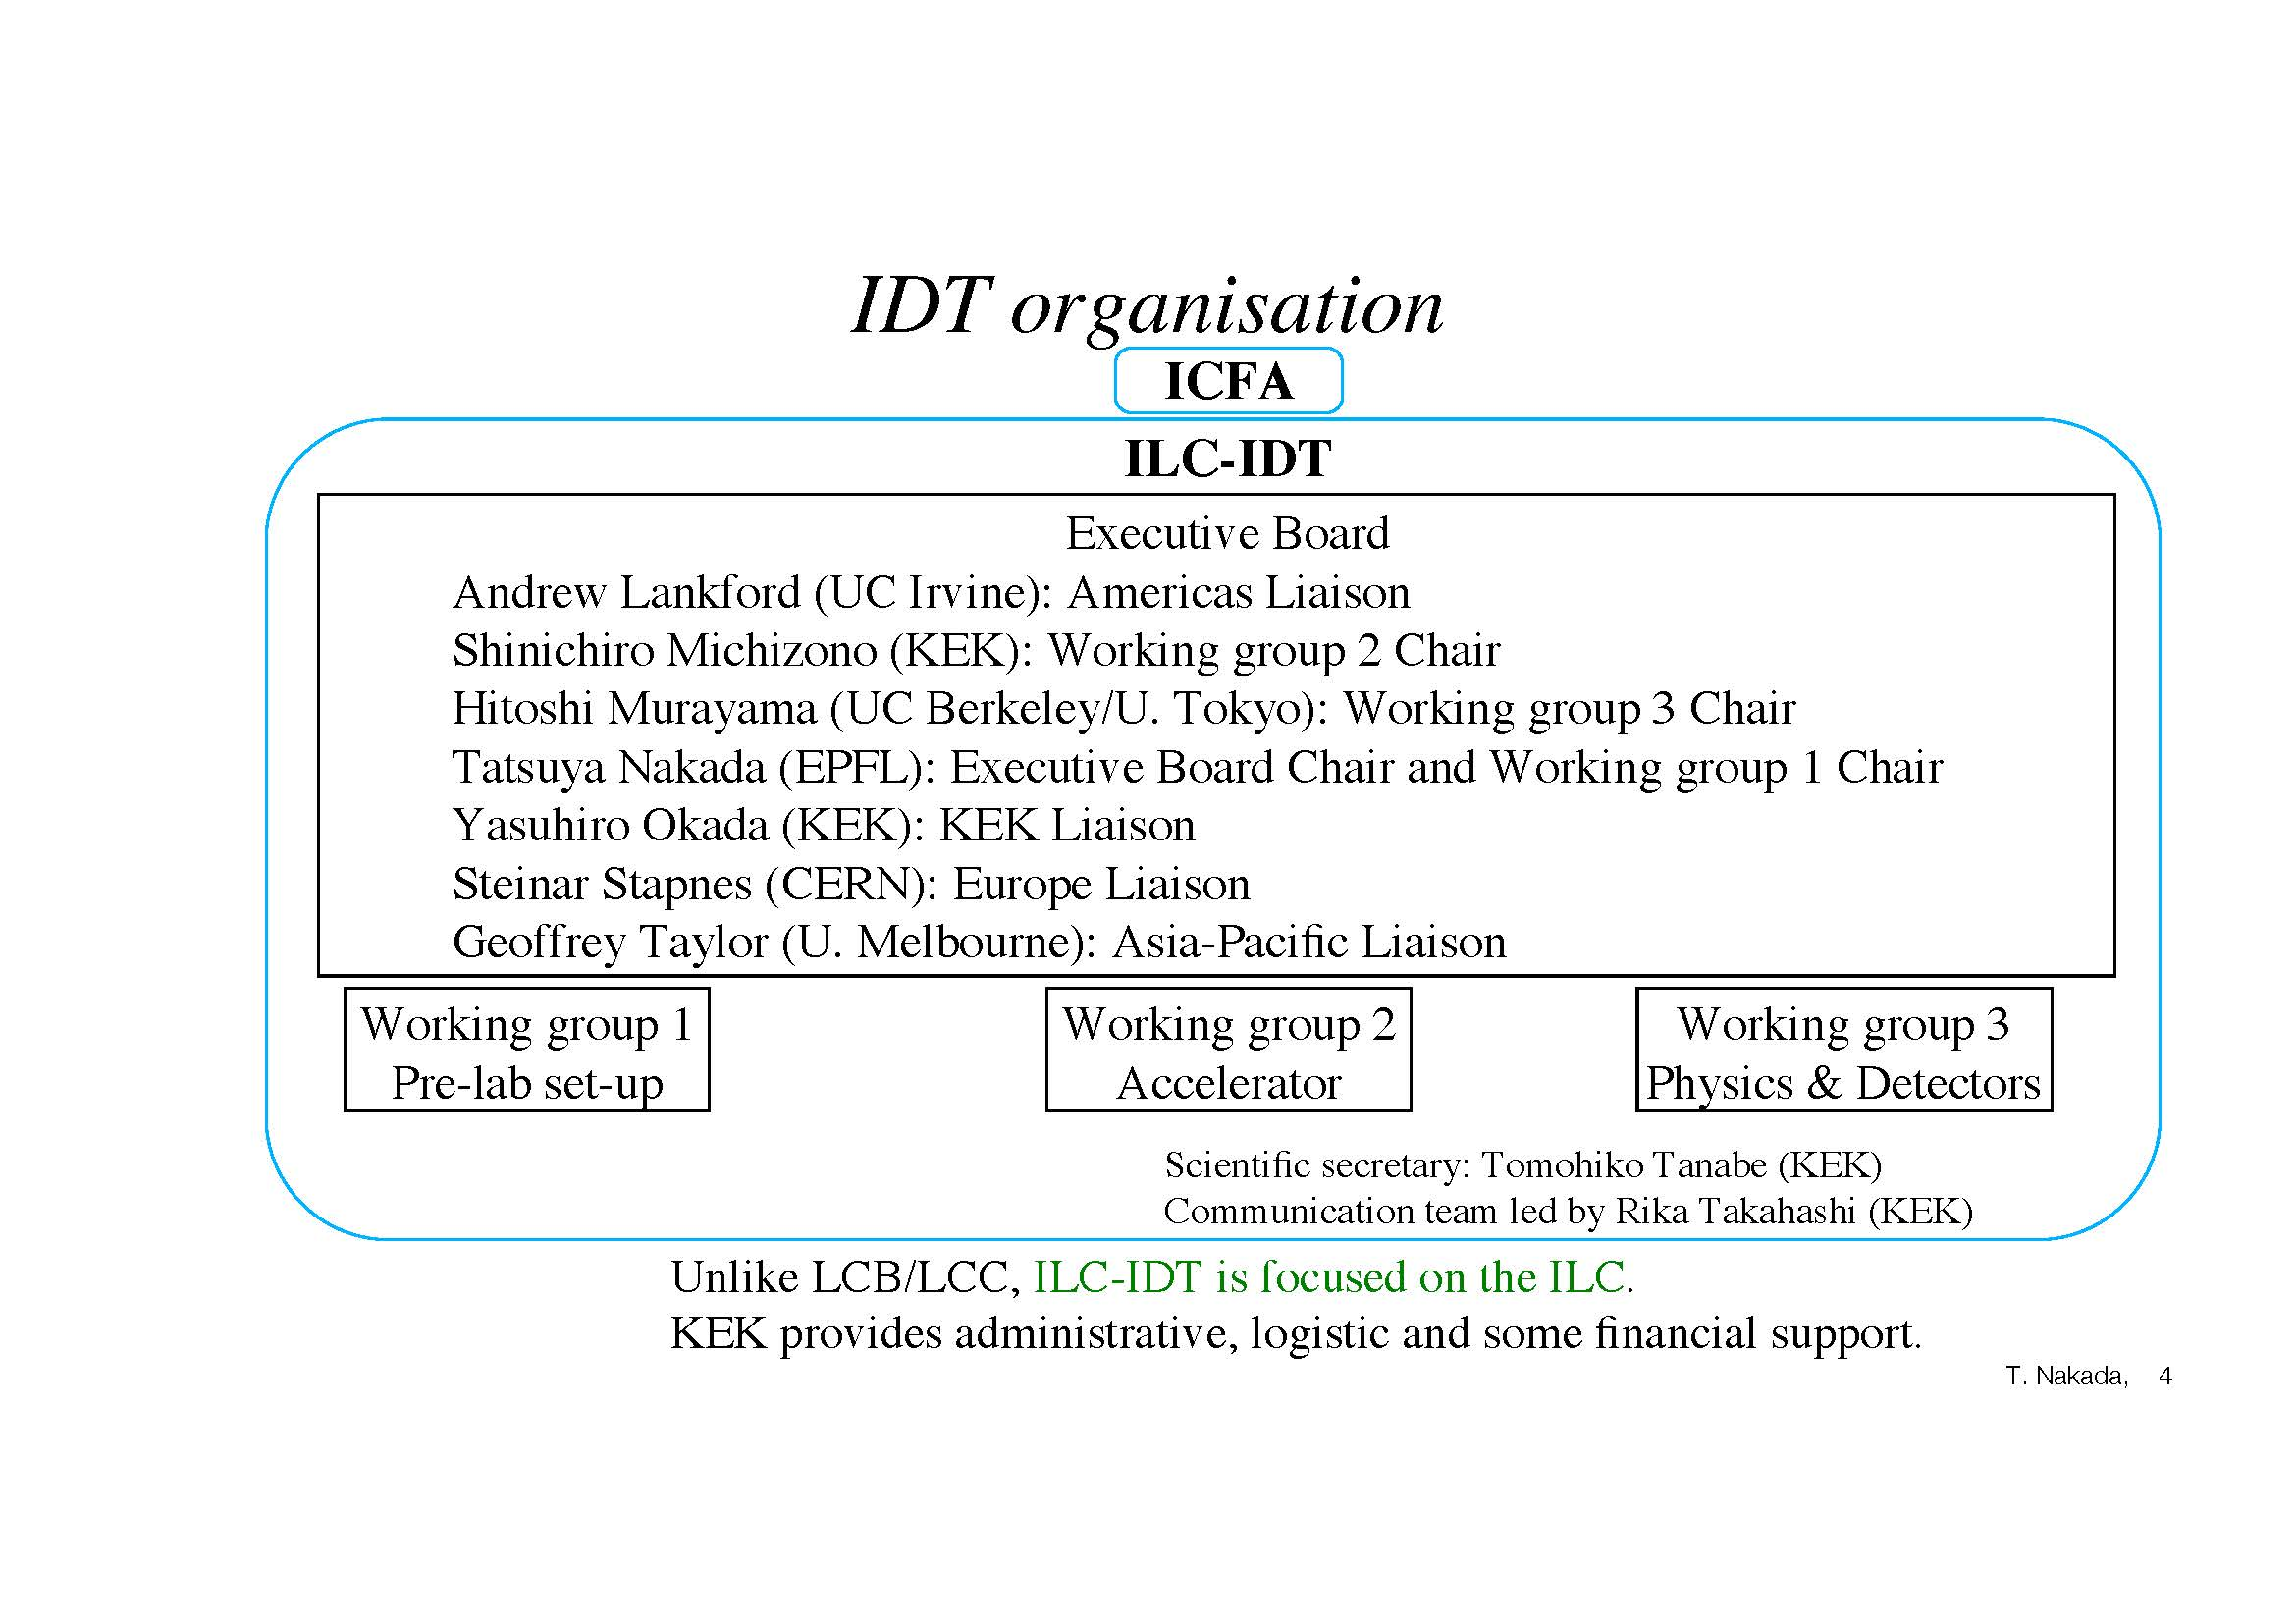 IDT organisation
ICFA
ILC-IDT
Executive Board
Andrew Lankford (UC Irvine): Americas Liaison
Shinichiro Michizono (KEK): Working group 2 Chair
Hitoshi Murayama (UC Berkeley/U. Tokyo): Working group 3 Chair
Tatsuya Nakada (EPFL): Executive Board Chair and Working group 1 Chair
Yasuhiro Okada (KEK): KEK Liaison
Steinar Stapnes (CERN): Europe Liaison
Geoffrey Taylor (U. Melbourne): Asia-Pacific Liaison
Working group 1
Pre-lab set-up
Working group 2
Accelerator
Working group 3
Physics & Detectors
Scientific secretary: Tomohiko Tanabe (KEK)
Communication team led by Rika Takahashi (KEK)
Unlike LCB/LCC, ILC-IDT is focused on the ILC.
KEK provides administrative, logistic and some financial support.
T. Nakada, 4